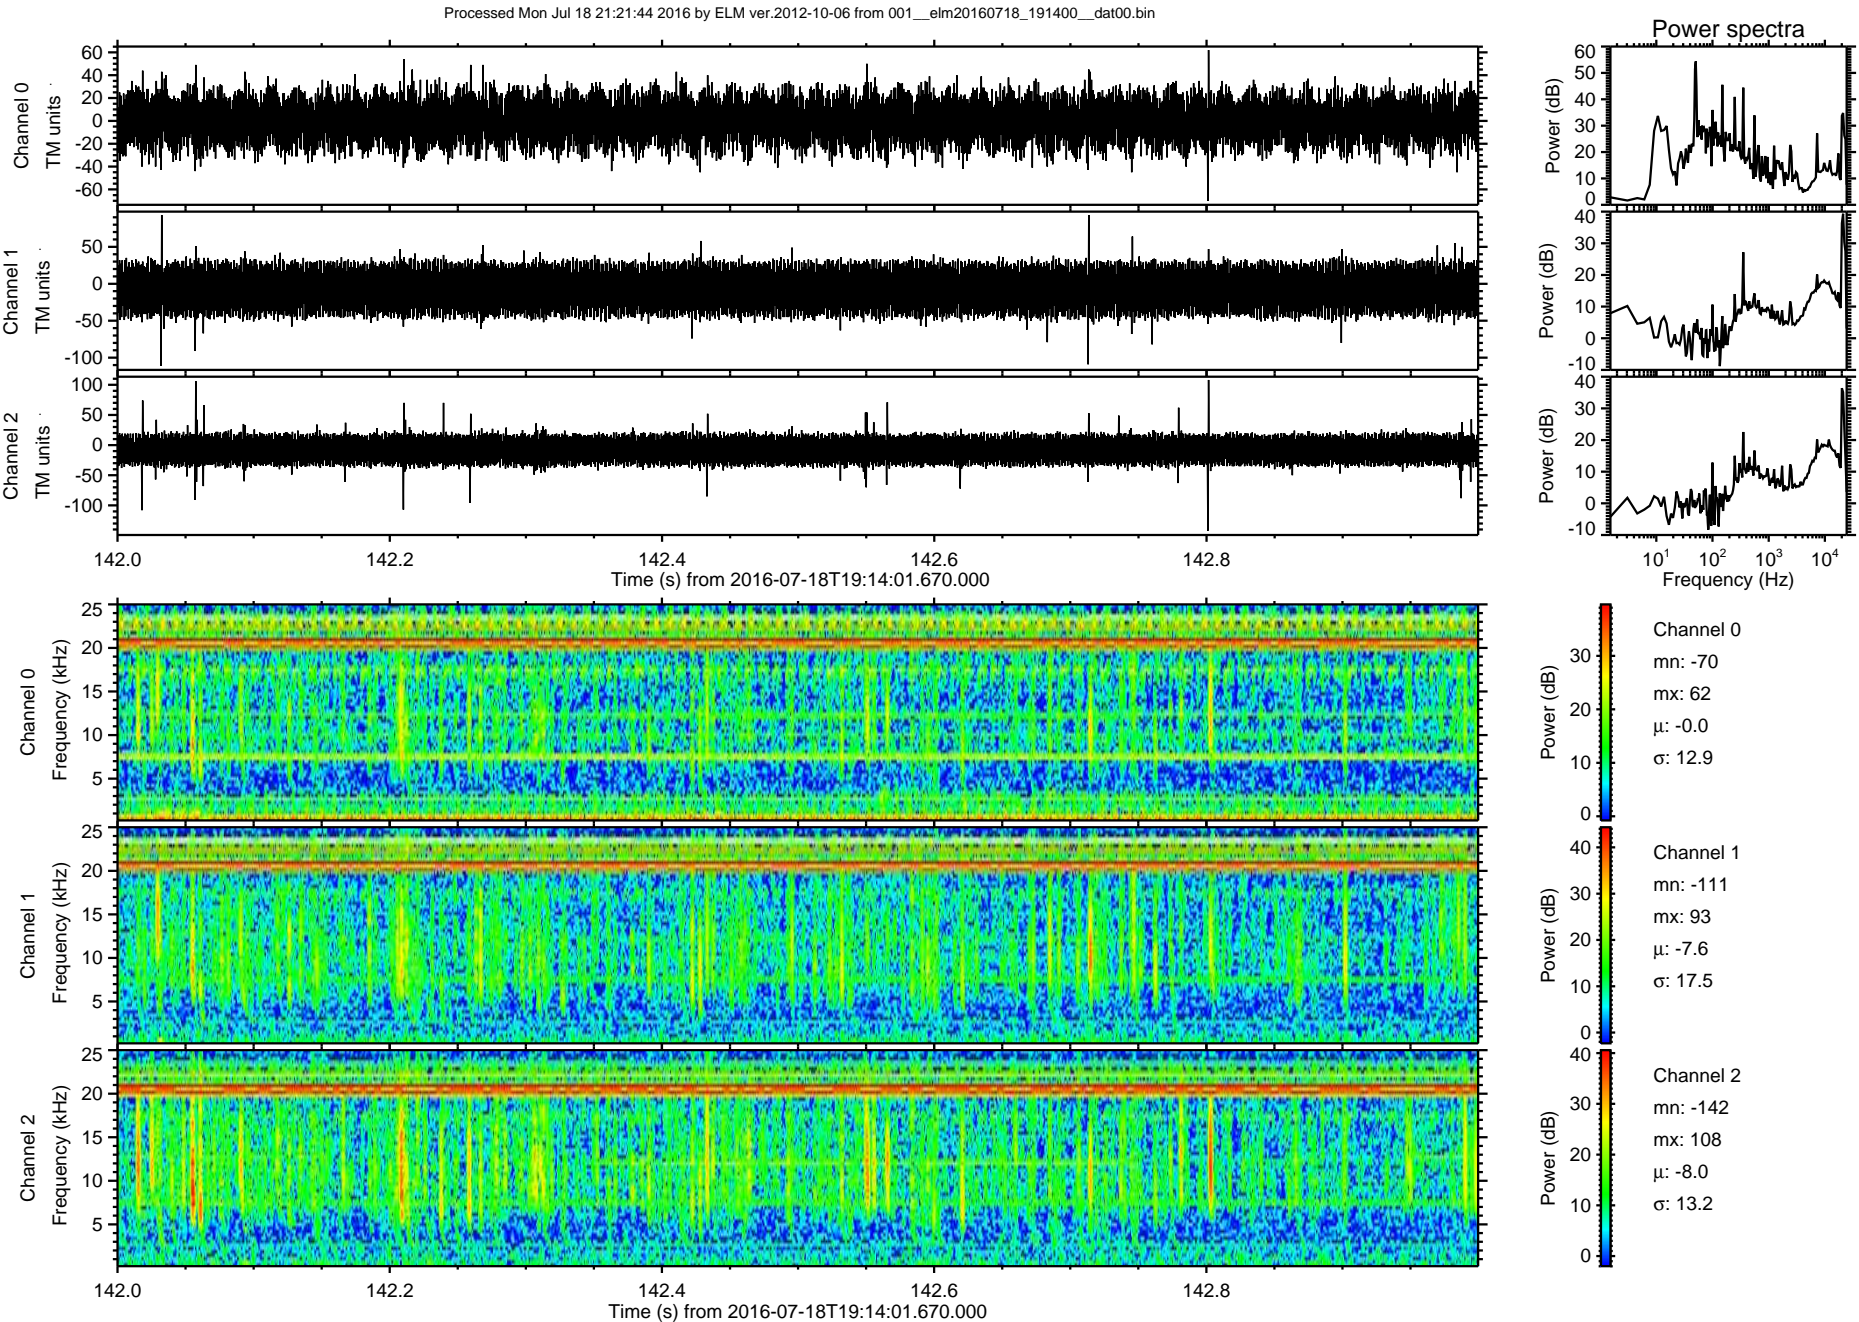 Processed Mon Jul 18 21:21:44 2016 by ELM ver.2012-10-06 from 001__elm20160718_191400__dat00.bin
Power spectra
Channel 0
TM units
60
40
20
0
-20
-40
-60
Power (dB)
60
50
40
30
20
10
0
Channel 1
TM units
50
0
-50
-100
Power (dB)
40
30
20
10
0
-10
Channel 2
TM units
100
50
0
-50
-100
Power (dB)
40
30
20
10
0
-10
142.0 142.2 142.4 142.6 142.8
Time (s) from 2016-07-18T19:14:01.670.000
10¹ 10² 10³ 10⁴
Frequency (Hz)
Channel 0
Frequency (kHz)
25
20
15
10
5
Power (dB)
30
20
10
0
Channel 0
mn: -70
mx: 62
μ: -0.0
σ: 12.9
Channel 1
Frequency (kHz)
25
20
15
10
5
Power (dB)
40
30
20
10
0
Channel 1
mn: -111
mx: 93
μ: -7.6
σ: 17.5
Channel 2
Frequency (kHz)
25
20
15
10
5
Power (dB)
40
30
20
10
0
Channel 2
mn: -142
mx: 108
μ: -8.0
σ: 13.2
142.0 142.2 142.4 142.6 142.8
Time (s) from 2016-07-18T19:14:01.670.000